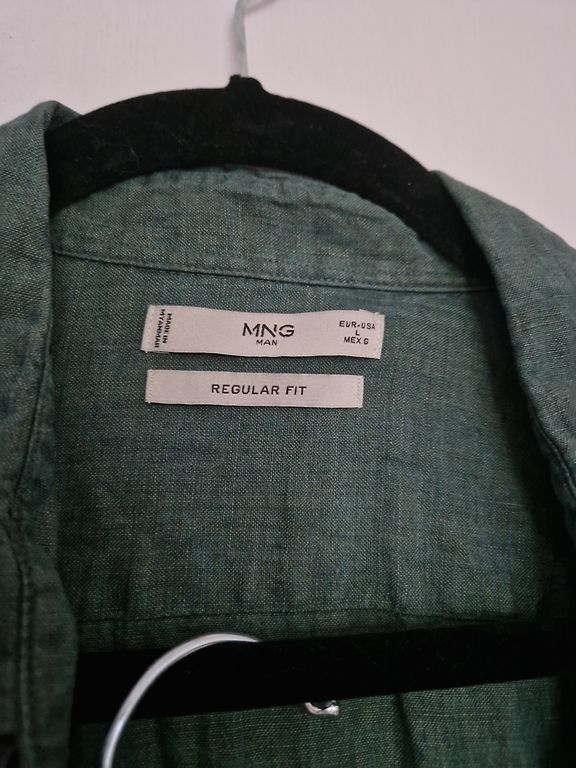 MADE IN
MYANMAR
MNG
MAN
EUR-USA
L
MEX G
REGULAR FIT